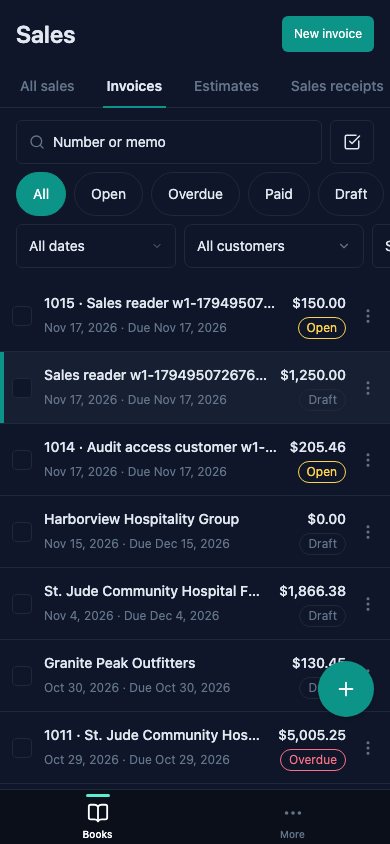 Sales
New invoice
All sales Invoices Estimates Sales receipts
Number or memo
All Open Overdue Paid Draft
All dates All customers
1015 · Sales reader w1-17949507... $150.00
Nov 17, 2026 · Due Nov 17, 2026 Open
Sales reader w1-179495072676... $1,250.00
Nov 17, 2026 · Due Nov 17, 2026 Draft
1014 · Audit access customer w1-... $205.46
Nov 17, 2026 · Due Nov 17, 2026 Open
Harborview Hospitality Group $0.00
Nov 15, 2026 · Due Dec 15, 2026 Draft
St. Jude Community Hospital F... $1,866.38
Nov 4, 2026 · Due Dec 4, 2026 Draft
Granite Peak Outfitters $130.45
Oct 30, 2026 · Due Oct 30, 2026
1011 · St. Jude Community Hos... $5,005.25
Oct 29, 2026 · Due Oct 29, 2026 Overdue
Books More